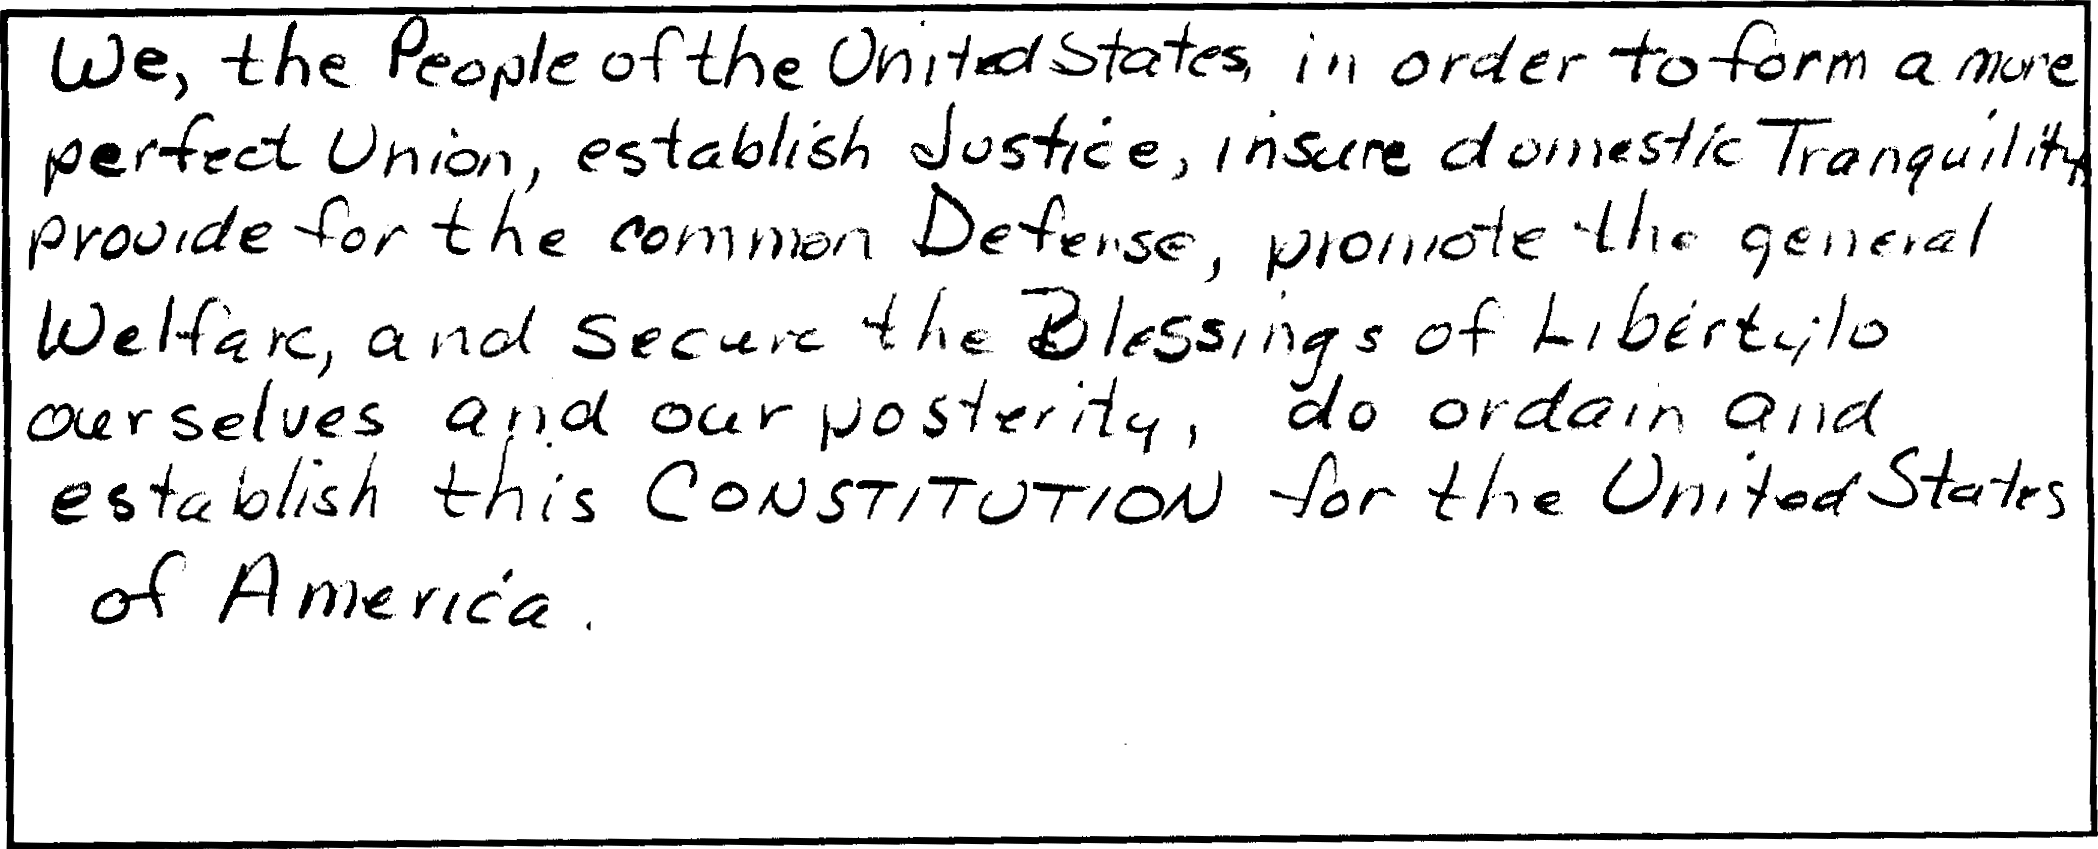 We, the People of the United States, in order to form a more
perfect Union, establish Justice, insure domestic Tranquility,
provide for the common Defense, promote the general
Welfare, and secure the Blessings of Liberty, to
ourselves and our posterity, do ordain and
establish this CONSTITUTION for the United States
of America.